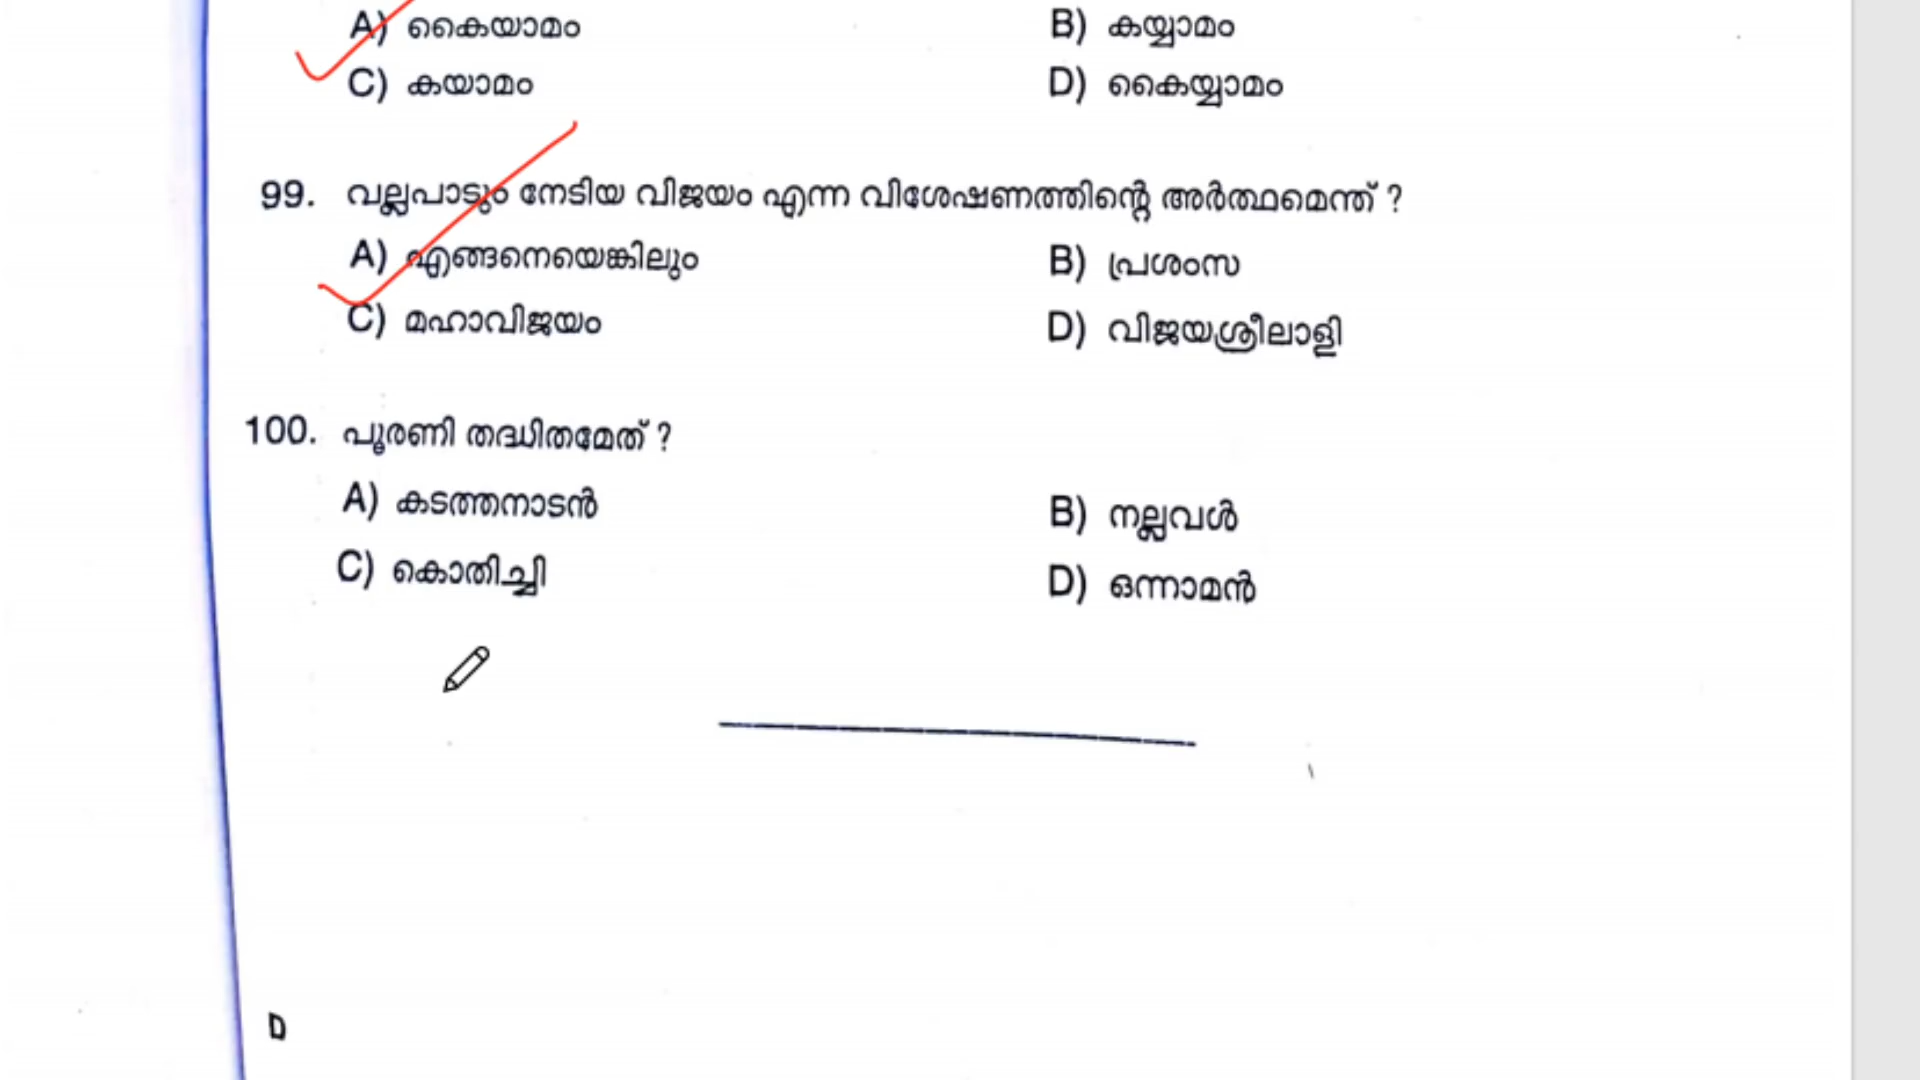 A) കൈയാമം B) കയ്യാമം
C) കയാമം D) കൈയ്യാമം
99. വല്ലപാടും നേടിയ വിജയം എന്ന വിശേഷണത്തിന്റെ അർത്ഥമെന്ത് ?
A) എങ്ങനെയെങ്കിലും B) പ്രശംസ
C) മഹാവിജയം D) വിജയശ്രീലാളി
100. പൂരണി തദ്ധിതമേത് ?
A) കടത്തനാടൻ B) നല്ലവൾ
C) കൊതിച്ചി D) ഒന്നാമൻ
D